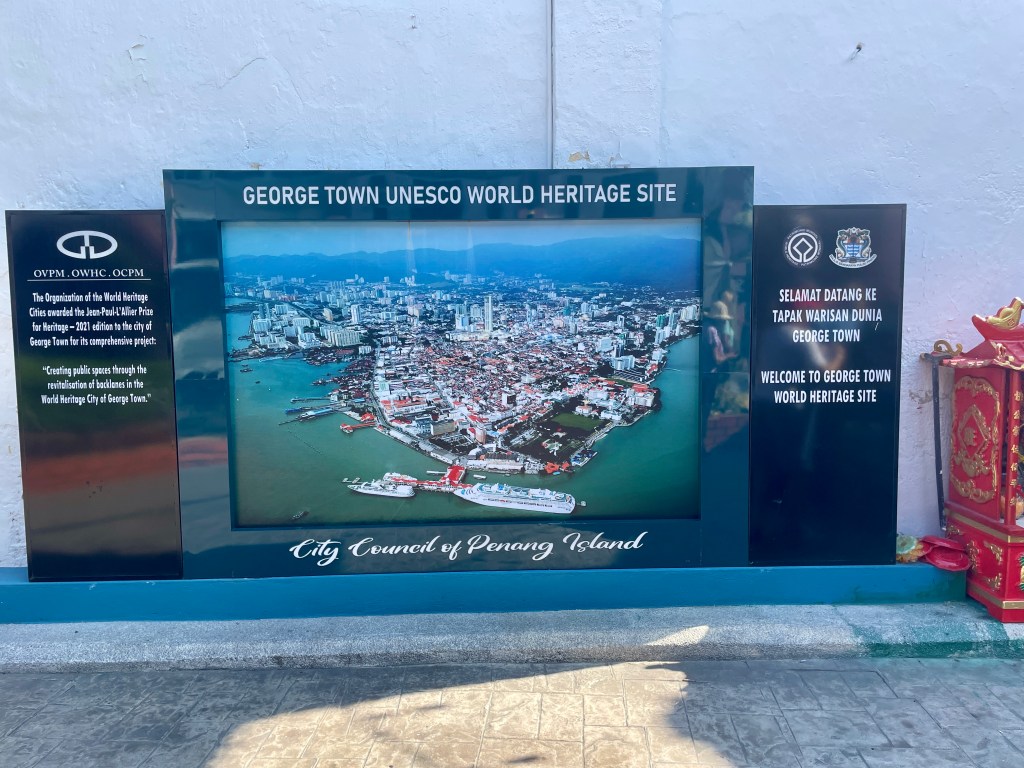 GEORGE TOWN UNESCO WORLD HERITAGE SITE
OVPM . OWHC . OCPM
The Organization of the World Heritage
Cities awarded the Jean-Paul-L'Allier Prize
for Heritage – 2021 edition to the city of
George Town for its comprehensive project:
"Creating public spaces through the
revitalisation of backlanes in the
World Heritage City of George Town."
City Council of Penang Island
SELAMAT DATANG KE
TAPAK WARISAN DUNIA
GEORGE TOWN
WELCOME TO GEORGE TOWN
WORLD HERITAGE SITE